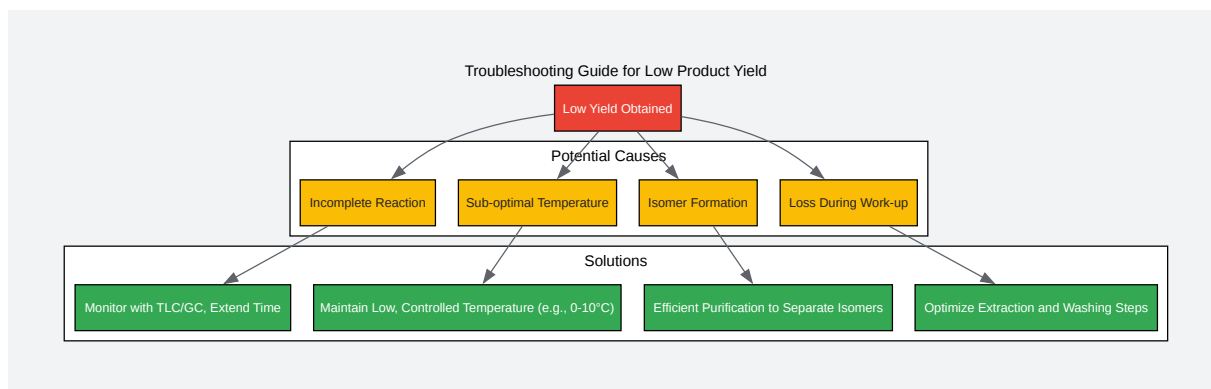 Troubleshooting Guide for Low Product Yield
Low Yield Obtained
Potential Causes
Incomplete Reaction
Sub-optimal Temperature
Isomer Formation
Loss During Work-up
Solutions
Monitor with TLC/GC, Extend Time
Maintain Low, Controlled Temperature (e.g., 0-10°C)
Efficient Purification to Separate Isomers
Optimize Extraction and Washing Steps